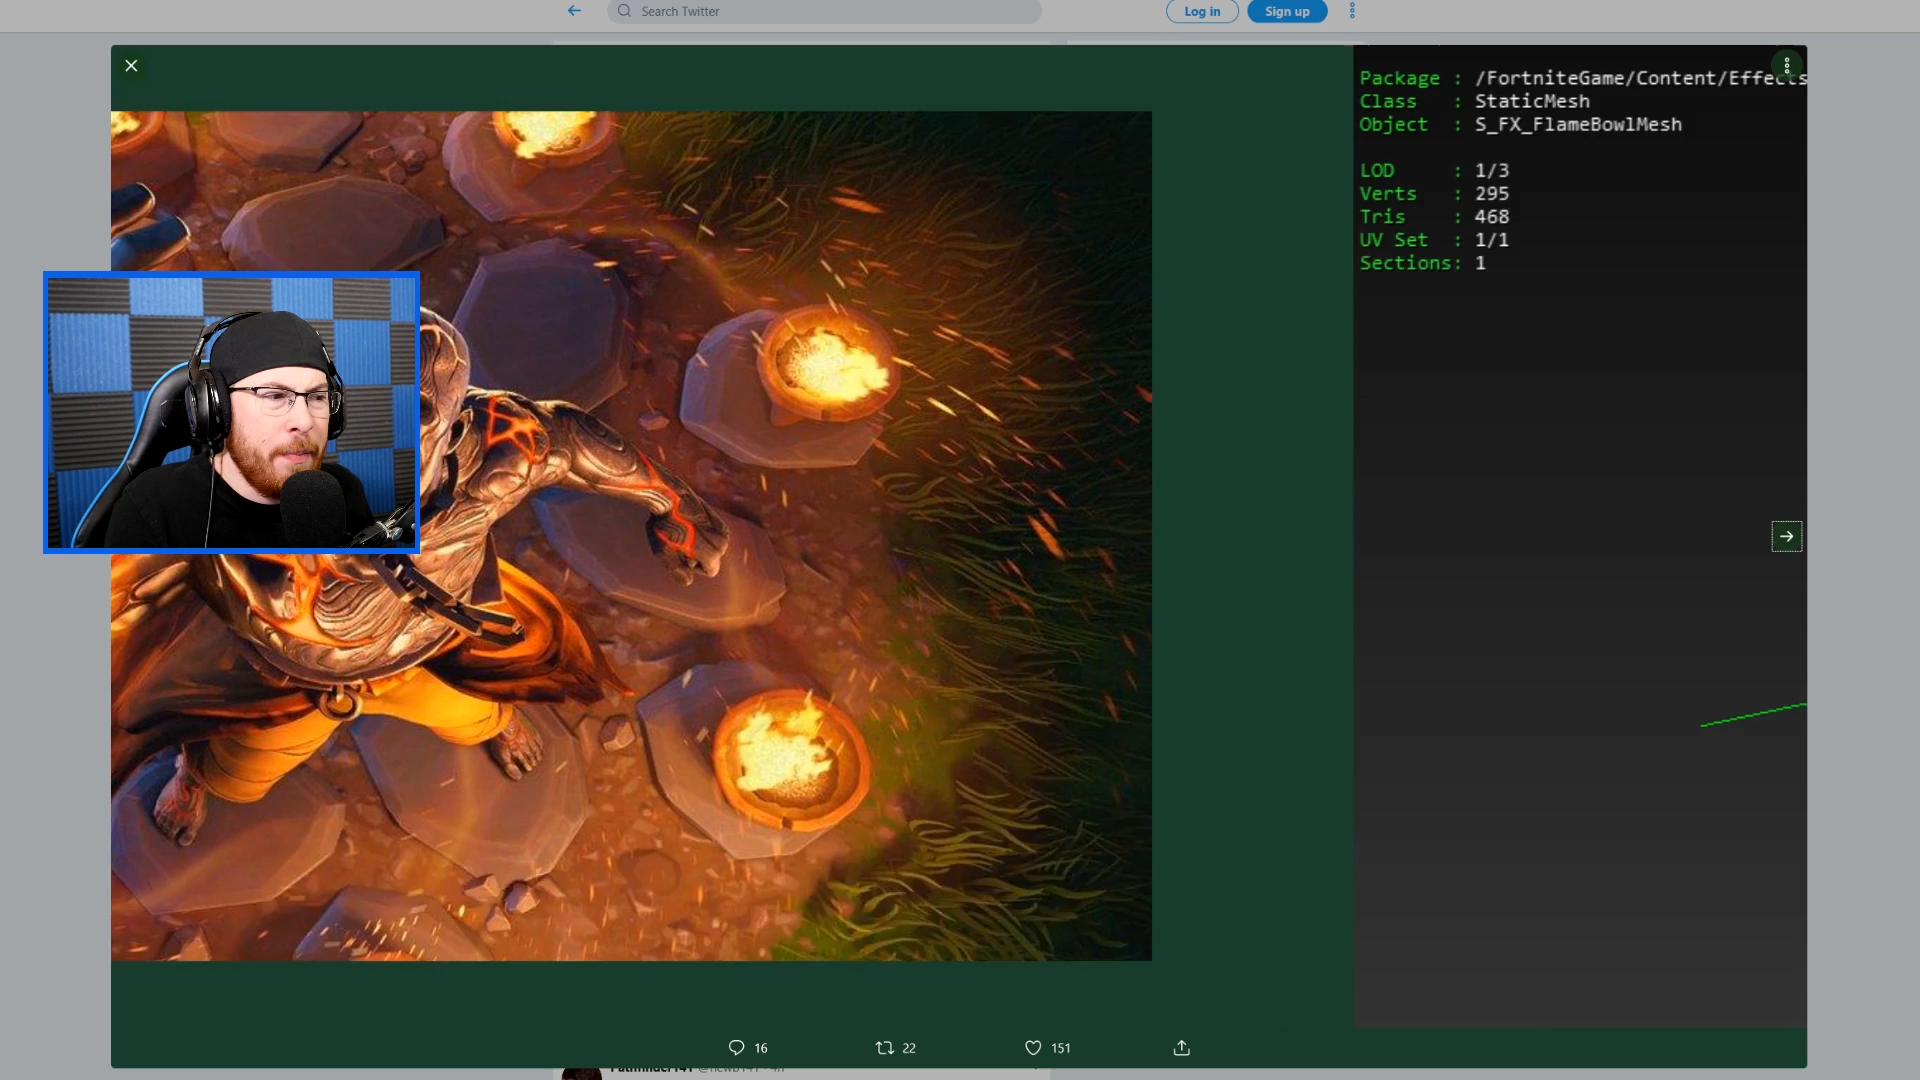 Search Twitter
Log in
Sign up
Package : /FortniteGame/Content/Effects
Class : StaticMesh
Object : S_FX_FlameBowlMesh
LOD : 1/3
Verts : 295
Tris : 468
UV Set : 1/1
Sections: 1
16
22
151